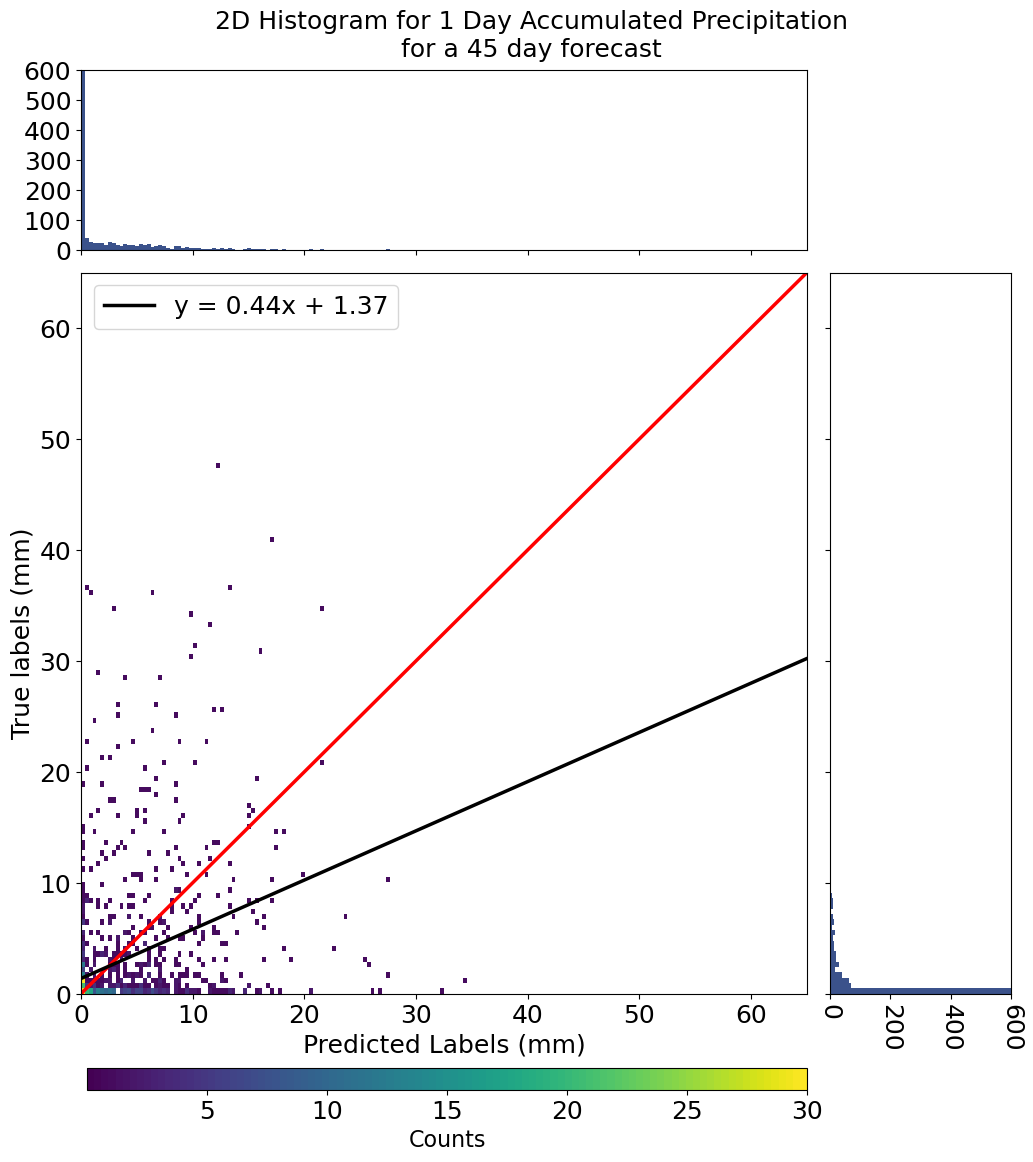 2D Histogram for 1 Day Accumulated Precipitation
for a 45 day forecast
600
500
400
300
200
100
0
y = 0.44x + 1.37
60
50
40
30
20
10
0
True labels (mm)
0 10 20 30 40 50 60
Predicted Labels (mm)
0 200 400 600
5 10 15 20 25 30
Counts